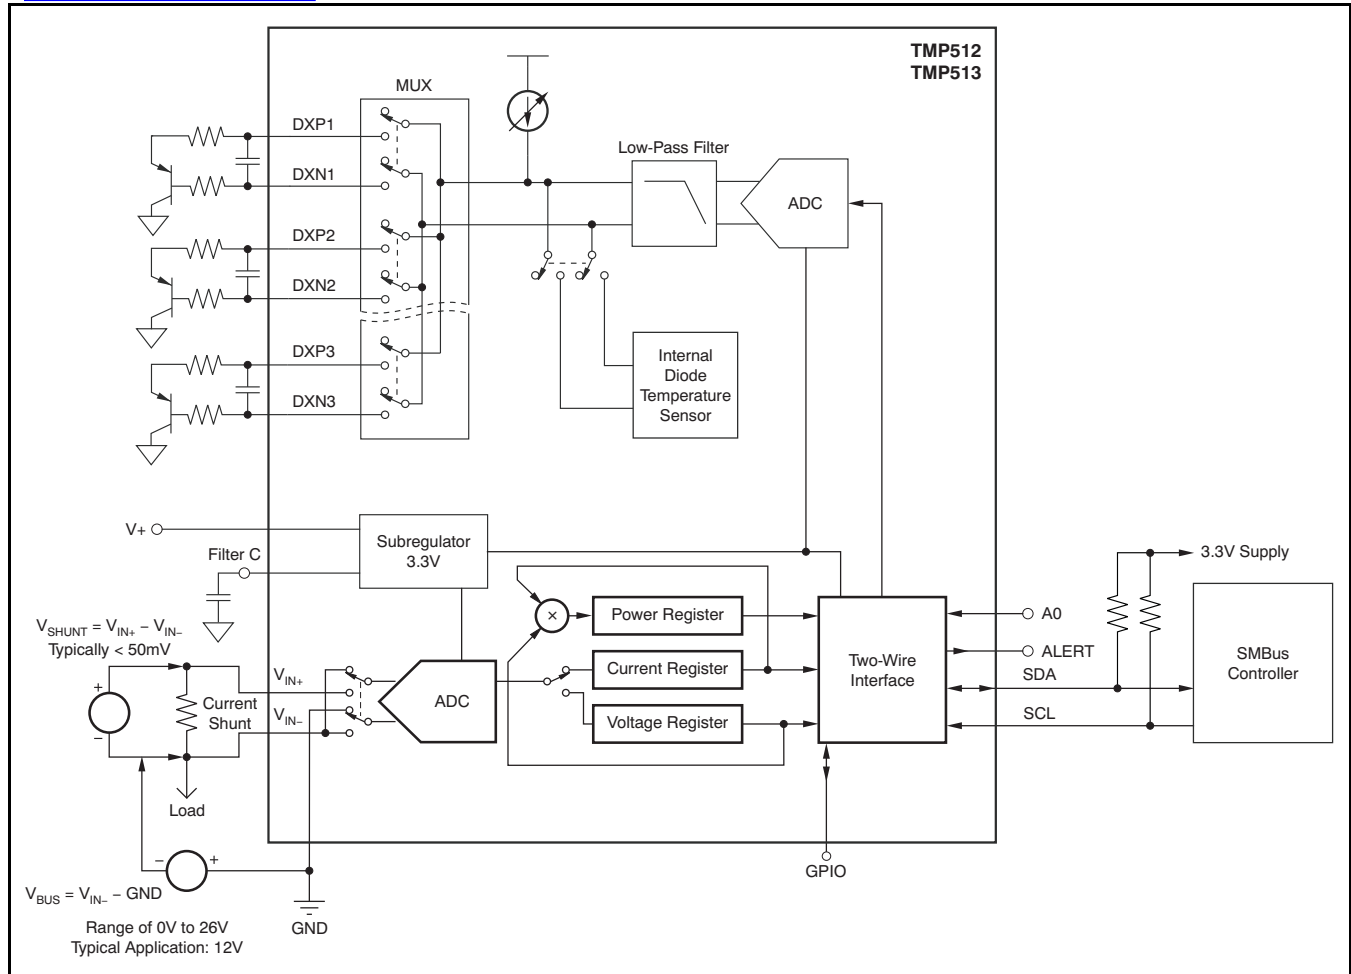 TMP512
TMP513
MUX
DXP1
DXN1
Low-Pass Filter
ADC
DXP2
DXN2
DXP3
DXN3
Internal
Diode
Temperature
Sensor
V+
Filter C
Subregulator
3.3V
3.3V Supply
V_SHUNT = V_IN+ – V_IN–
Typically < 50mV
+
–
Current
Shunt
V_IN+
V_IN–
ADC
×
Power Register
Current Register
Voltage Register
Two-Wire
Interface
A0
ALERT
SDA
SCL
SMBus
Controller
Load
GPIO
–
+
V_BUS = V_IN– – GND
Range of 0V to 26V
Typical Application: 12V
GND